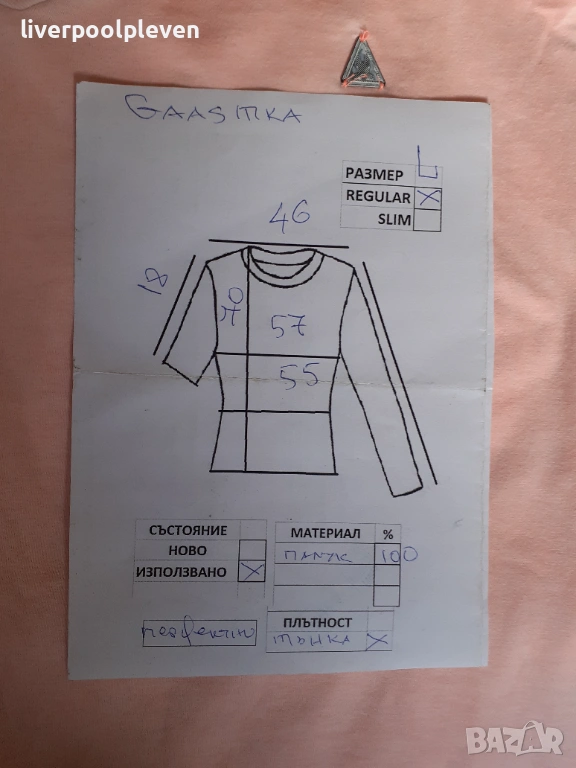 liverpoolpleven
GAASTRA
РАЗМЕР L
REGULAR X
SLIM
46
18
70
57
55
СЪСТОЯНИЕ
НОВО
ИЗПОЛЗВАНО X
МАТЕРИАЛ %
ПАМУК 100
перфектно
ПЛЪТНОСТ
ТЪНКА X
BAZAR